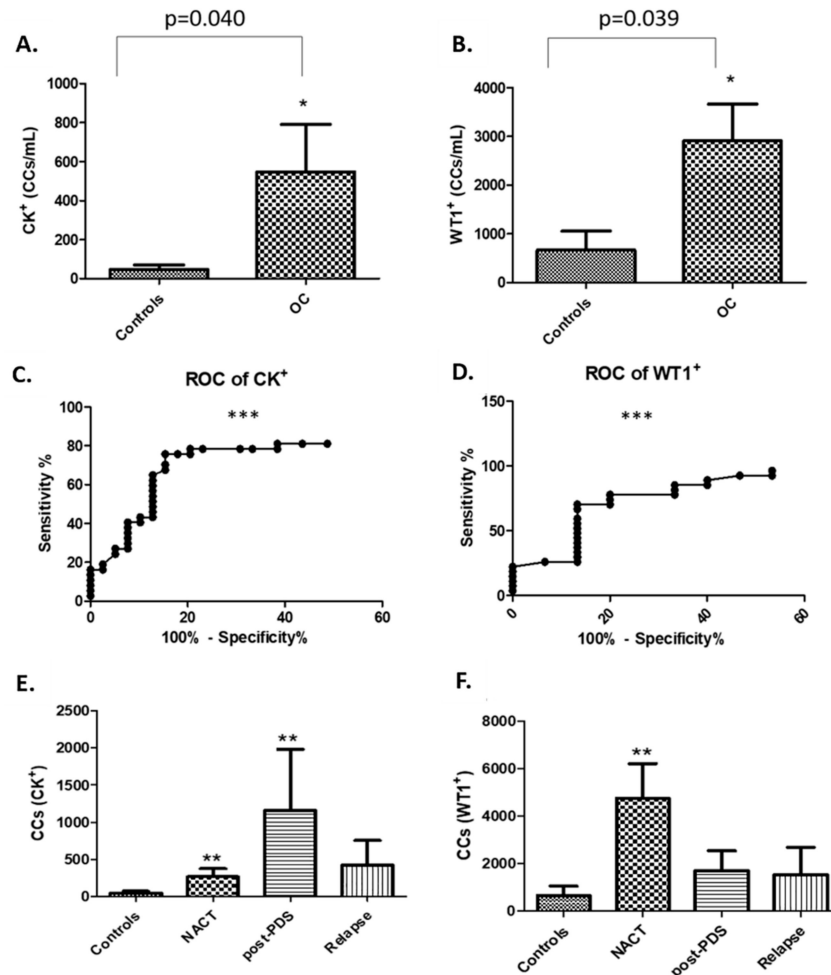 p=0.040
A.
CK⁺ (CCs/mL)
1000
800
600
400
200
0
*
Controls
OC
p=0.039
B.
WT1⁺ (CCs/mL)
4000
3000
2000
1000
0
*
Controls
OC
C.
ROC of CK⁺
***
Sensitivity %
100
80
60
40
20
0
0 20 40 60
100% - Specificity%
D.
ROC of WT1⁺
***
Sensitivity %
150
100
50
0
0 20 40 60
100% - Specificity%
E.
CCs (CK⁺)
2500
2000
1500
1000
500
0
**
**
Controls
NACT
post-PDS
Relapse
F.
CCs (WT1⁺)
8000
6000
4000
2000
0
**
Controls
NACT
post-PDS
Relapse